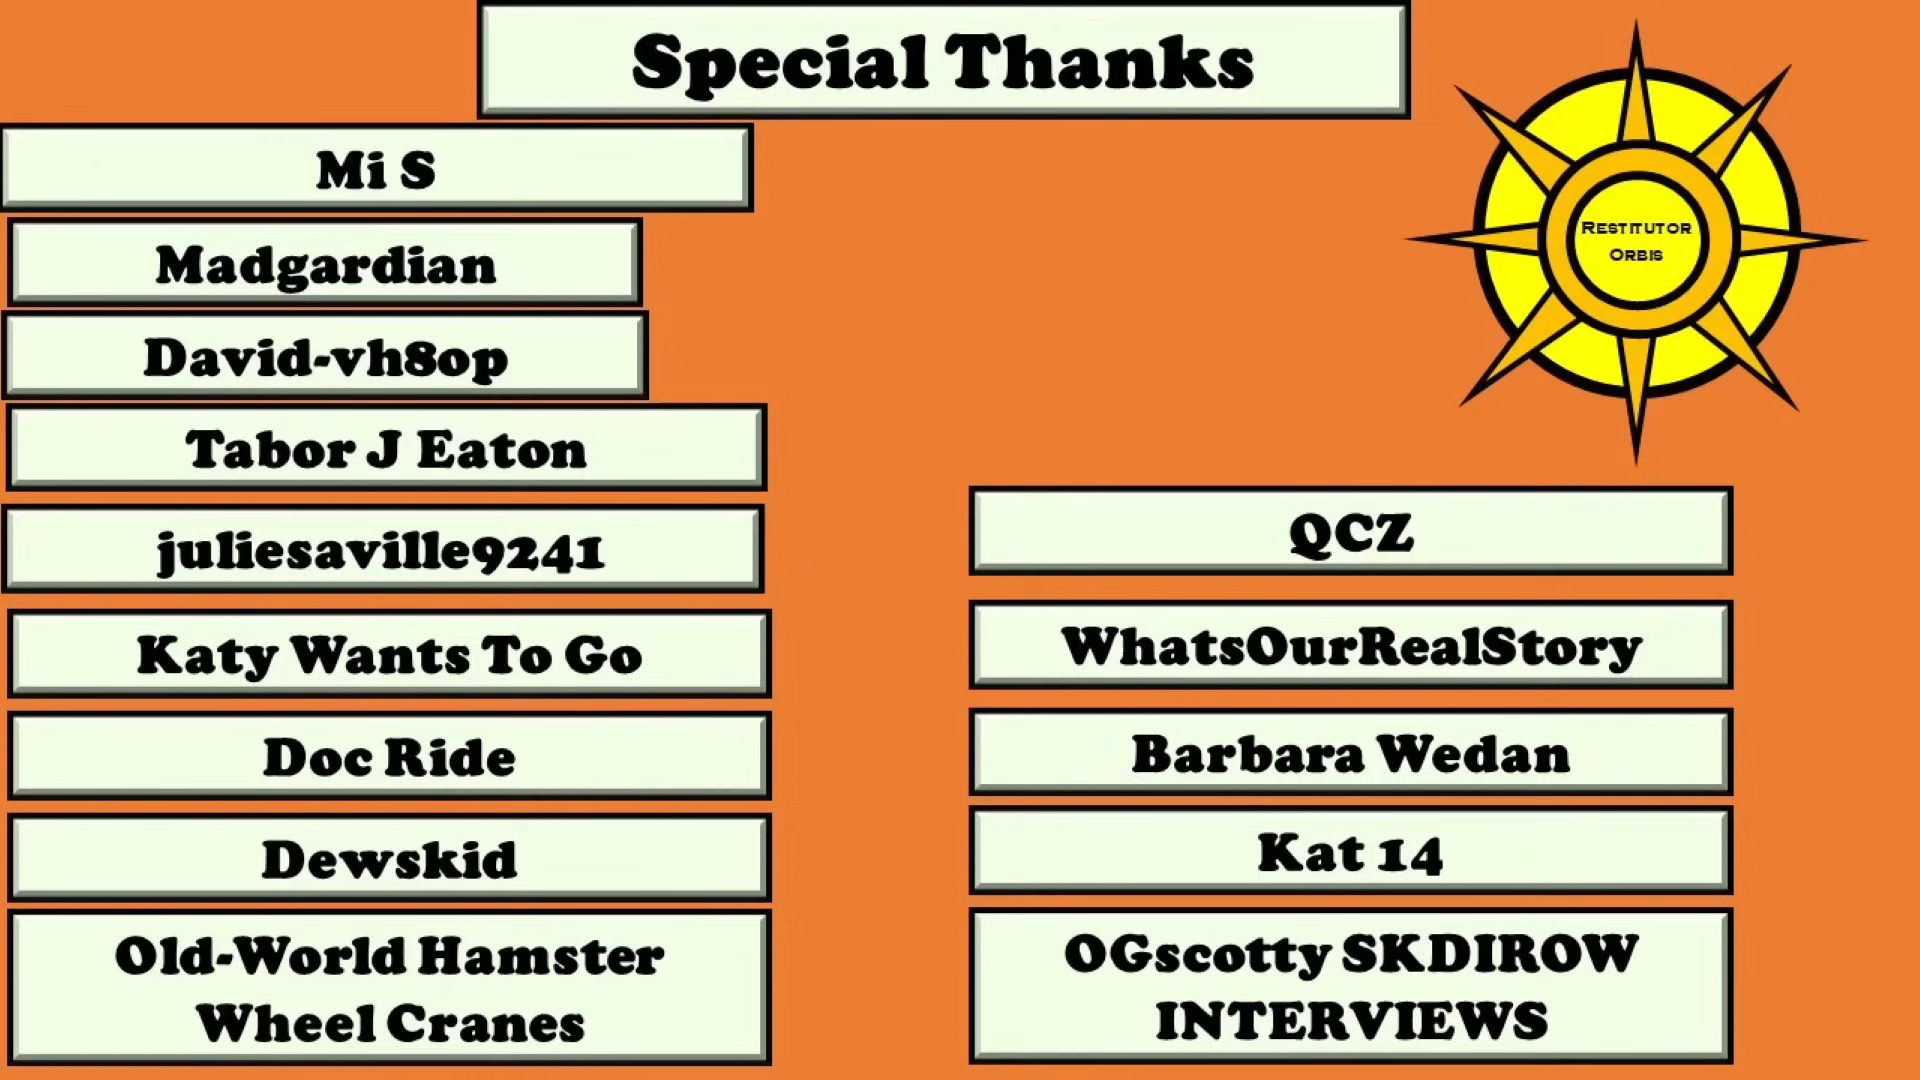 Special Thanks
Mi S
Madgardian
David-vh8op
Tabor J Eaton
juliesaville9241
Katy Wants To Go
Doc Ride
Dewskid
Old-World Hamster
Wheel Cranes
Restitutor
Orbis
QCZ
WhatsOurRealStory
Barbara Wedan
Kat 14
OGscotty SKDIROW
INTERVIEWS